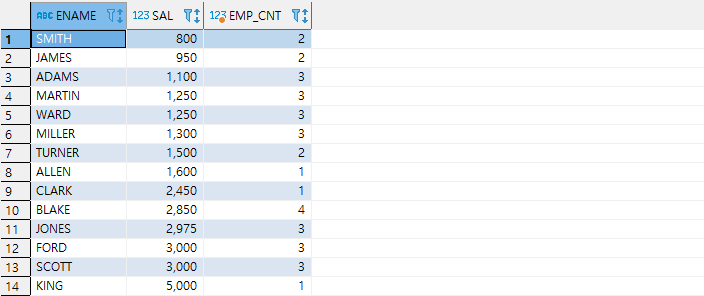 ABC ENAME 123 SAL 123 EMP_CNT
1 SMITH 800 2
2 JAMES 950 2
3 ADAMS 1,100 3
4 MARTIN 1,250 3
5 WARD 1,250 3
6 MILLER 1,300 3
7 TURNER 1,500 2
8 ALLEN 1,600 1
9 CLARK 2,450 1
10 BLAKE 2,850 4
11 JONES 2,975 3
12 FORD 3,000 3
13 SCOTT 3,000 3
14 KING 5,000 1